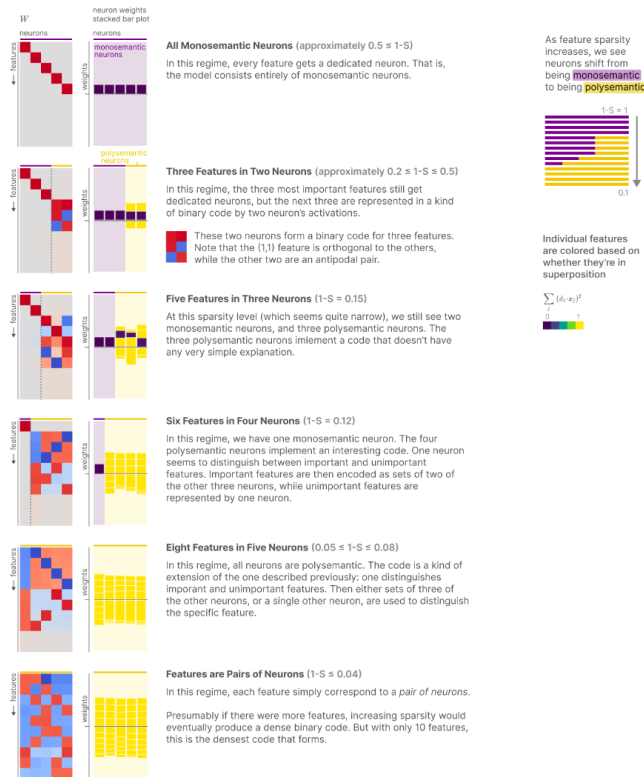 W
neurons
features
neuron weights
stacked bar plot
neurons
monosemantic
neurons
weights
All Monosemantic Neurons (approximately 0.5 ≤ 1-S)
In this regime, every feature gets a dedicated neuron. That is,
the model consists entirely of monosemantic neurons.
As feature sparsity
increases, we see
neurons shift from
being monosemantic
to being polysemantic
1-S = 1
0.1
polysemantic
neurons
features
weights
Three Features in Two Neurons (approximately 0.2 ≤ 1-S ≤ 0.5)
In this regime, the three most important features still get
dedicated neurons, but the next three are represented in a kind
of binary code by two neuron's activations.
These two neurons form a binary code for three features.
Note that the (1,1) feature is orthogonal to the others,
while the other two are an antipodal pair.
Individual features
are colored based on
whether they're in
superposition
∑ⱼ (x̂ᵢ·xⱼ)²
0 1
features
weights
Five Features in Three Neurons (1-S = 0.15)
At this sparsity level (which seems quite narrow), we still see two
monosemantic neurons, and three polysemantic neurons. The
three polysemantic neurons imlement a code that doesn't have
any very simple explanation.
features
weights
Six Features in Four Neurons (1-S = 0.12)
In this regime, we have one monosemantic neuron. The four
polysemantic neurons implement an interesting code. One neuron
seems to distinguish between important and unimportant
features. Important features are then encoded as sets of two of
the other three neurons, while unimportant features are
represented by one neuron.
features
weights
Eight Features in Five Neurons (0.05 ≤ 1-S ≤ 0.08)
In this regime, all neurons are polysemantic. The code is a kind of
extension of the one described previously: one distinguishes
imporant and unimportant features. Then either sets of three of
the other neurons, or a single other neuron, are used to distinguish
the specific feature.
features
weights
Features are Pairs of Neurons (1-S ≤ 0.04)
In this regime, each feature simply correspond to a pair of neurons.
Presumably if there were more features, increasing sparsity would
eventually produce a dense binary code. But with only 10 features,
this is the densest code that forms.